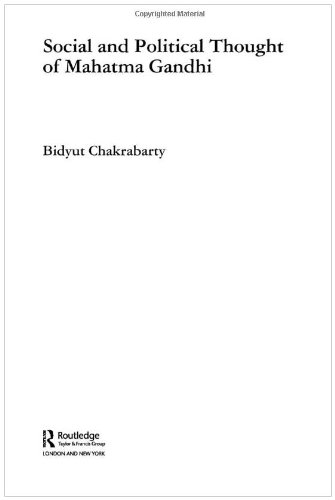 Copyrighted Material
Social and Political Thought
of Mahatma Gandhi
Bidyut Chakrabarty
R Routledge
Taylor & Francis Group
LONDON AND NEW YORK